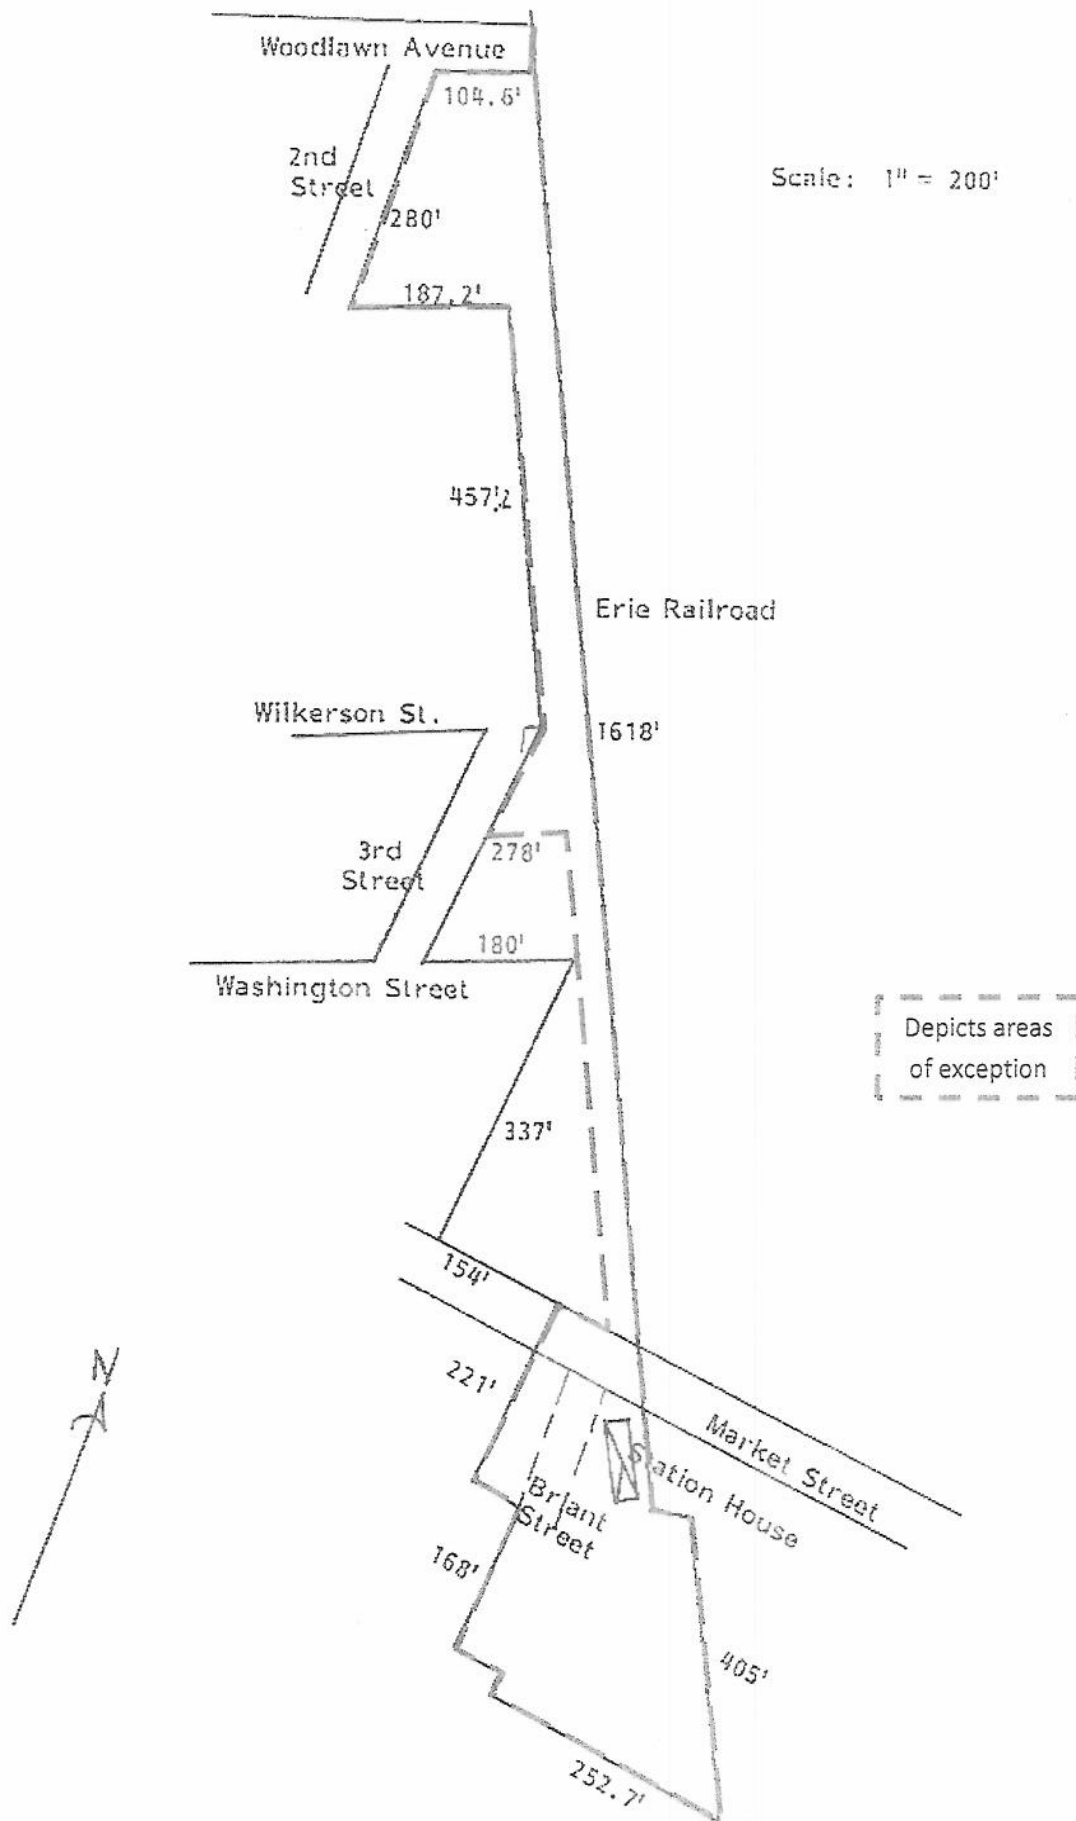 Woodlawn Avenue
104.6'
2nd
Street
Scale: 1" = 200'
280'
187.2'
457'.2
Erie Railroad
Wilkerson St.
1618'
3rd
Street
278'
180'
Washington Street
Depicts areas
of exception
337'
154'
N
221'
Market Street
Station House
Briant
Street
168'
405'
252.7'